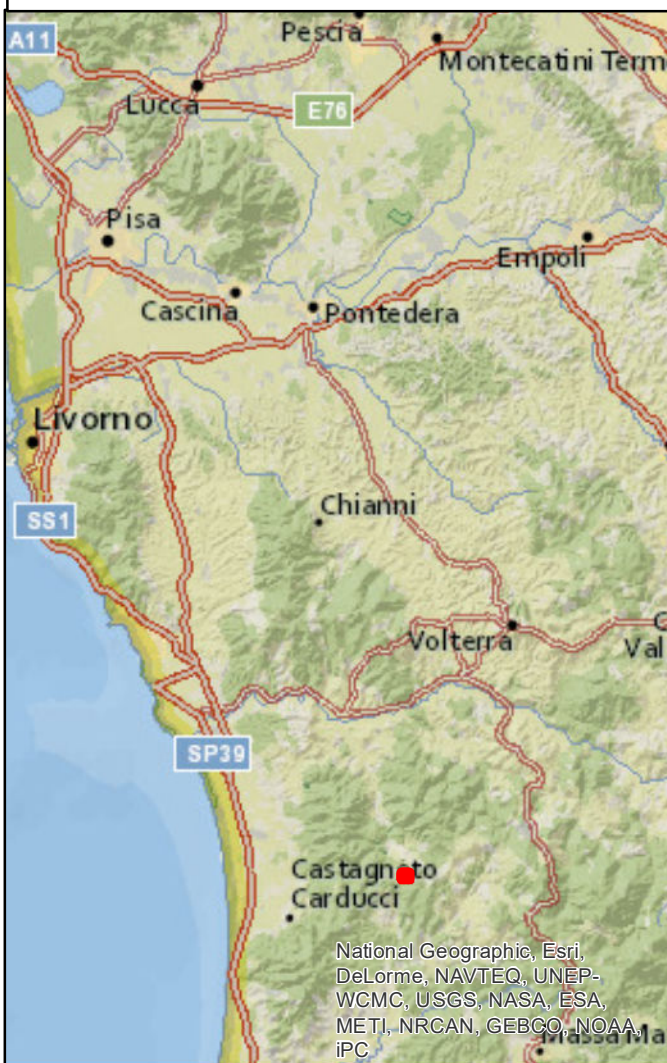 A11
Pescia
Montecatini Term
Lucca
E76
Pisa
Empoli
Cascina
Pontedera
Livorno
Chianni
SS1
Volterra
C
Val
SP39
Carducci
National Geographic, Esri,
DeLorme, NAVTEQ, UNEP-
WCMC, USGS, NASA, ESA,
METI, NRCAN, GEBCO, NOAA,
iPC
Massa Ma